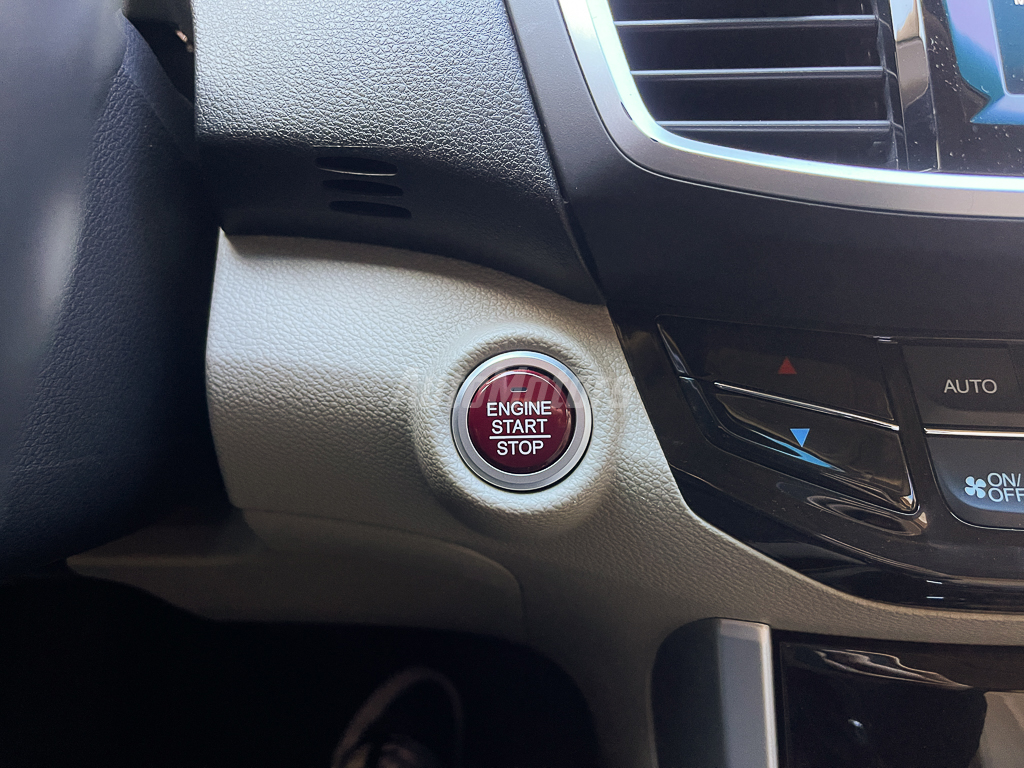 ENGINE
START
STOP
AUTO
ON/
OFF